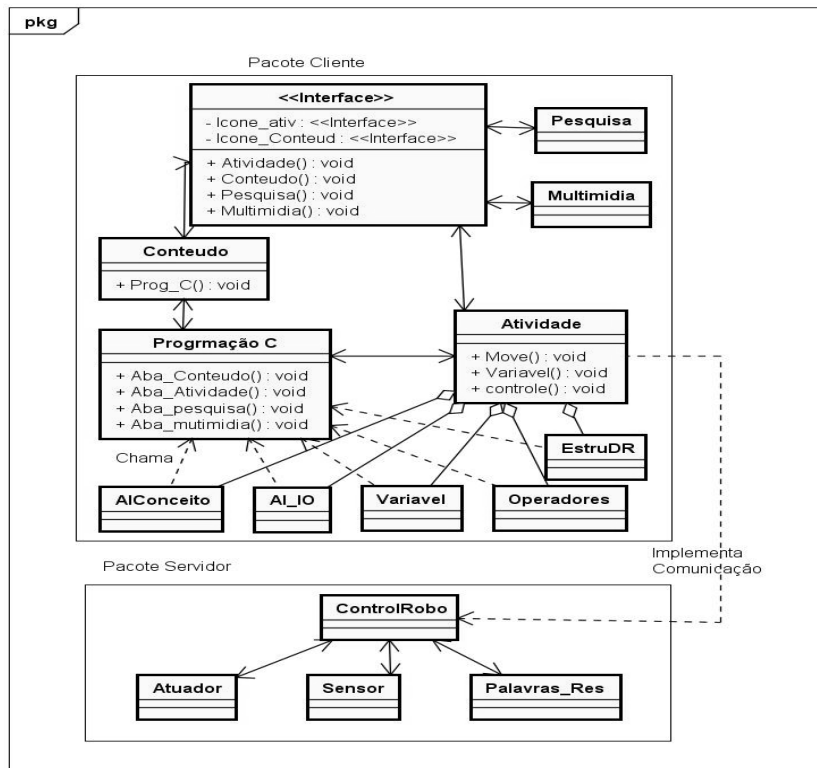 pkg
Pacote Cliente
<<Interface>>
- Icone_ativ : <<Interface>>
- Icone_Conteud : <<Interface>>
+ Atividade() : void
+ Conteudo() : void
+ Pesquisa() : void
+ Multimidia() : void
Pesquisa
Multimidia
Conteudo
+ Prog_C() : void
Progrmação C
+ Aba_Conteudo() : void
+ Aba_Atividade() : void
+ Aba_pesquisa() : void
+ Aba_mutimidia() : void
Atividade
+ Move() : void
+ Variavel() : void
+ controle() : void
Chama
EstruDR
AlConceito
AI_IO
Variavel
Operadores
Implementa
Comunicação
Pacote Servidor
ControlRobo
Atuador
Sensor
Palavras_Res